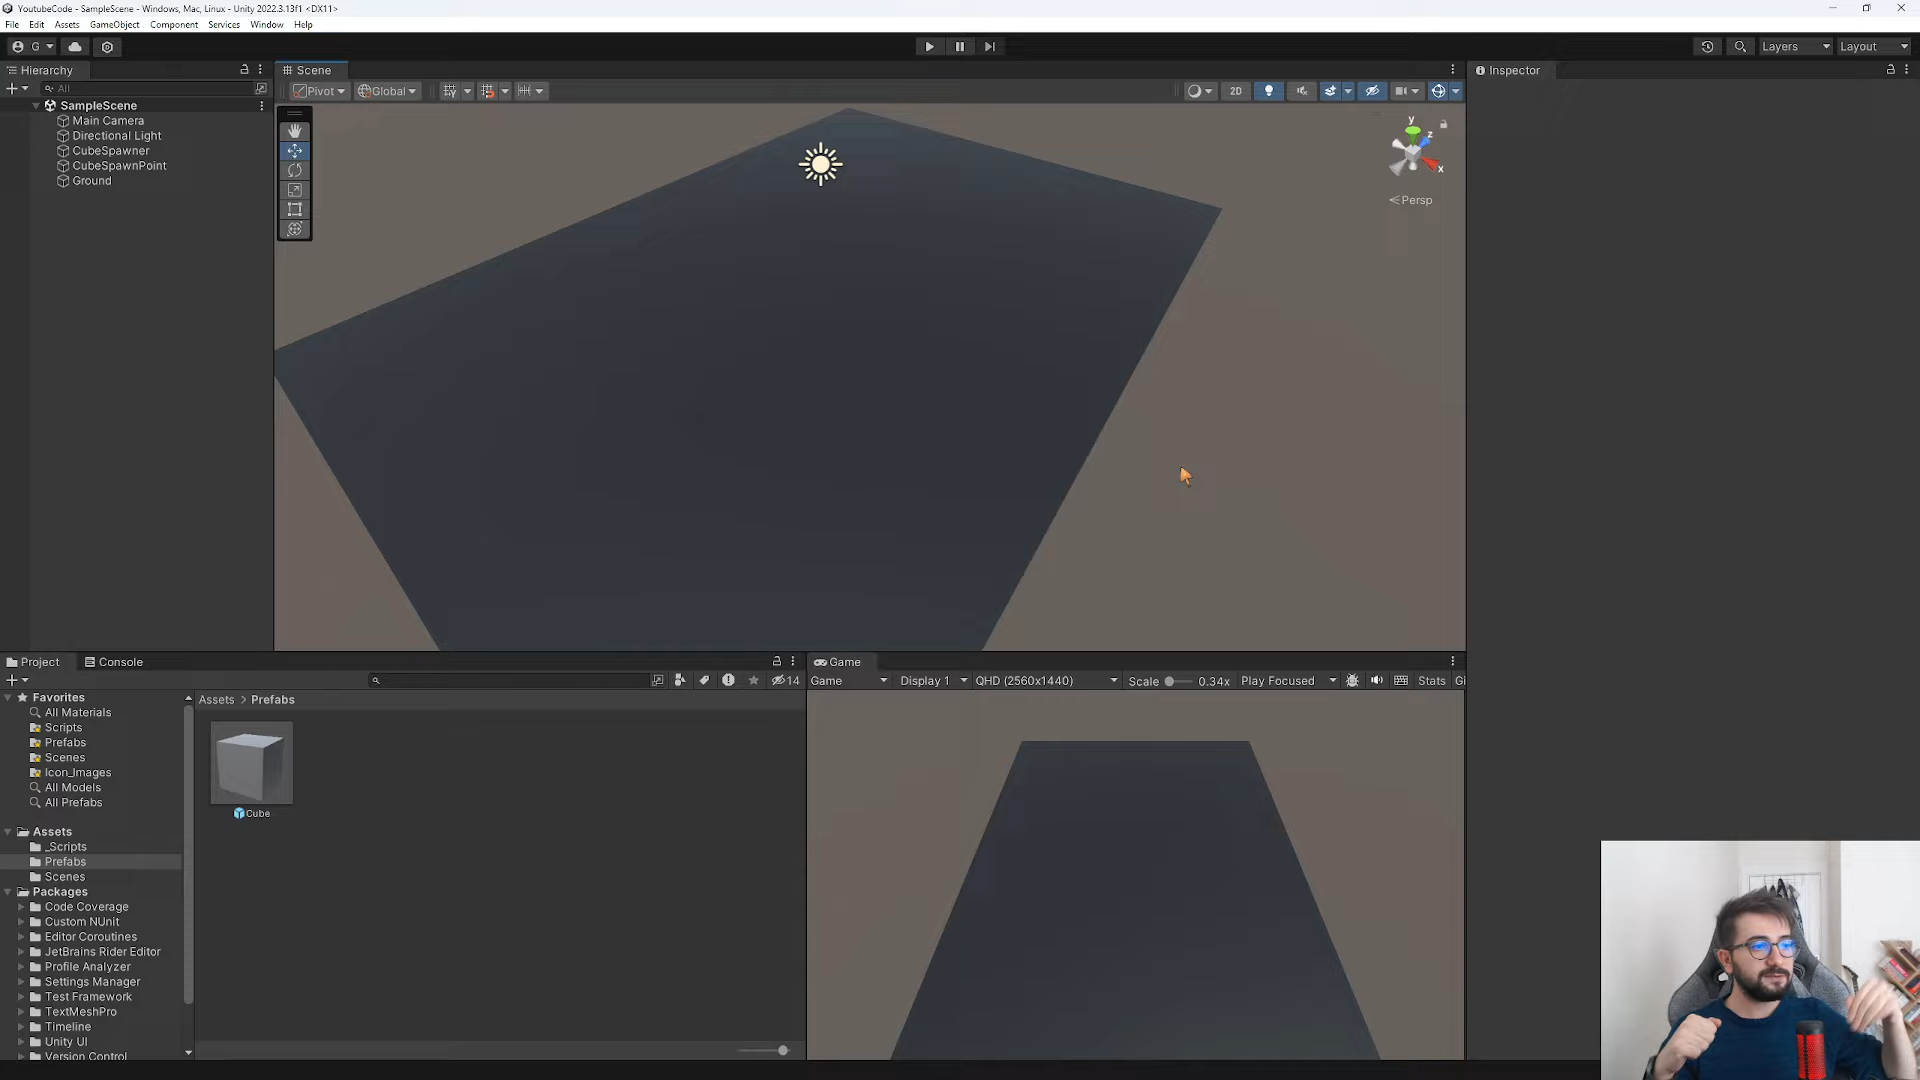 YoutubeCode - SampleScene - Windows, Mac, Linux - Unity 2022.3.13f1 <DX11>
File Edit Assets GameObject Component Services Window Help
G
Layers Layout
Hierarchy
All
SampleScene
Main Camera
Directional Light
CubeSpawner
CubeSpawnPoint
Ground
Scene
Pivot Global
2D
y
z
x
Persp
Inspector
Project Console
14
Favorites
All Materials
Scripts
Prefabs
Scenes
Icon_Images
All Models
All Prefabs
Assets
_Scripts
Prefabs
Scenes
Packages
Code Coverage
Custom NUnit
Editor Coroutines
JetBrains Rider Editor
Profile Analyzer
Settings Manager
Test Framework
TextMeshPro
Timeline
Unity UI
Version Control
Assets > Prefabs
Cube
Game
Game Display 1 QHD (2560x1440) Scale 0.34x Play Focused Stats Gi